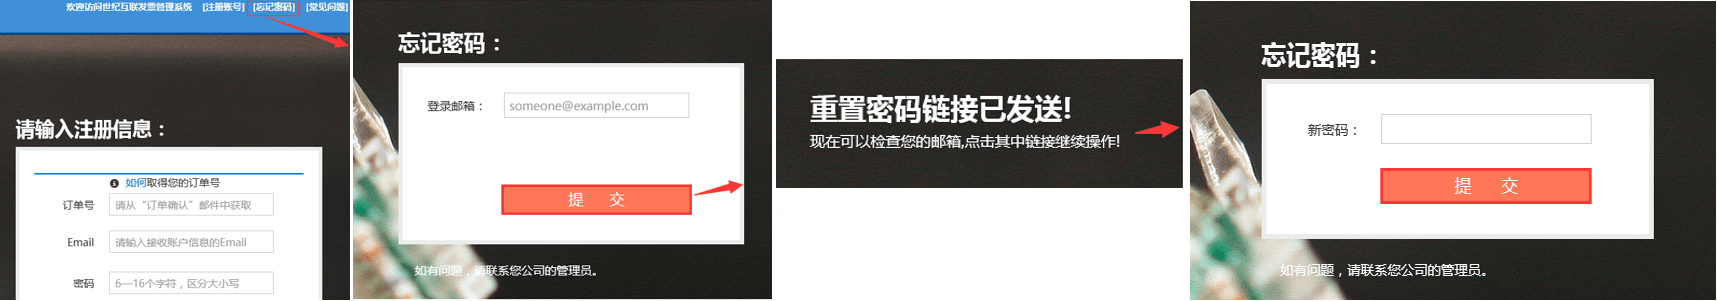 欢迎访问世纪互联发票管理系统 [注册账号] [忘记密码] [常见问题]
请输入注册信息：
如何取得您的订单号
订单号 请从“订单确认”邮件中获取
Email 请输入接收账户信息的Email
密码 6—16个字符，区分大小写
忘记密码：
登录邮箱： someone@example.com
提 交
如有问题，请联系您公司的管理员。
重置密码链接已发送!
现在可以检查您的邮箱,点击其中链接继续操作!
忘记密码：
新密码：
提 交
如有问题，请联系您公司的管理员。